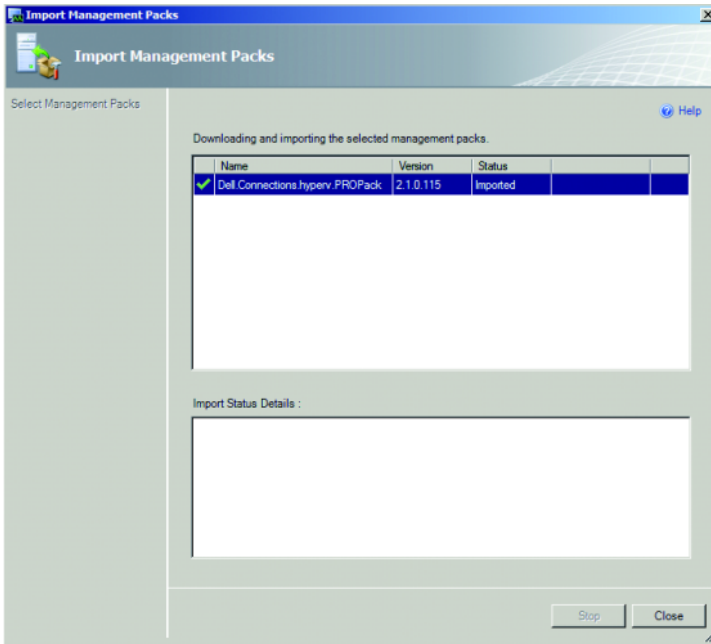 Import Management Packs
Import Management Packs
Select Management Packs
Help
Downloading and importing the selected management packs.
Name Version Status
Dell.Connections.hyperv.PROPack 2.1.0.115 Imported
Import Status Details :
Stop Close